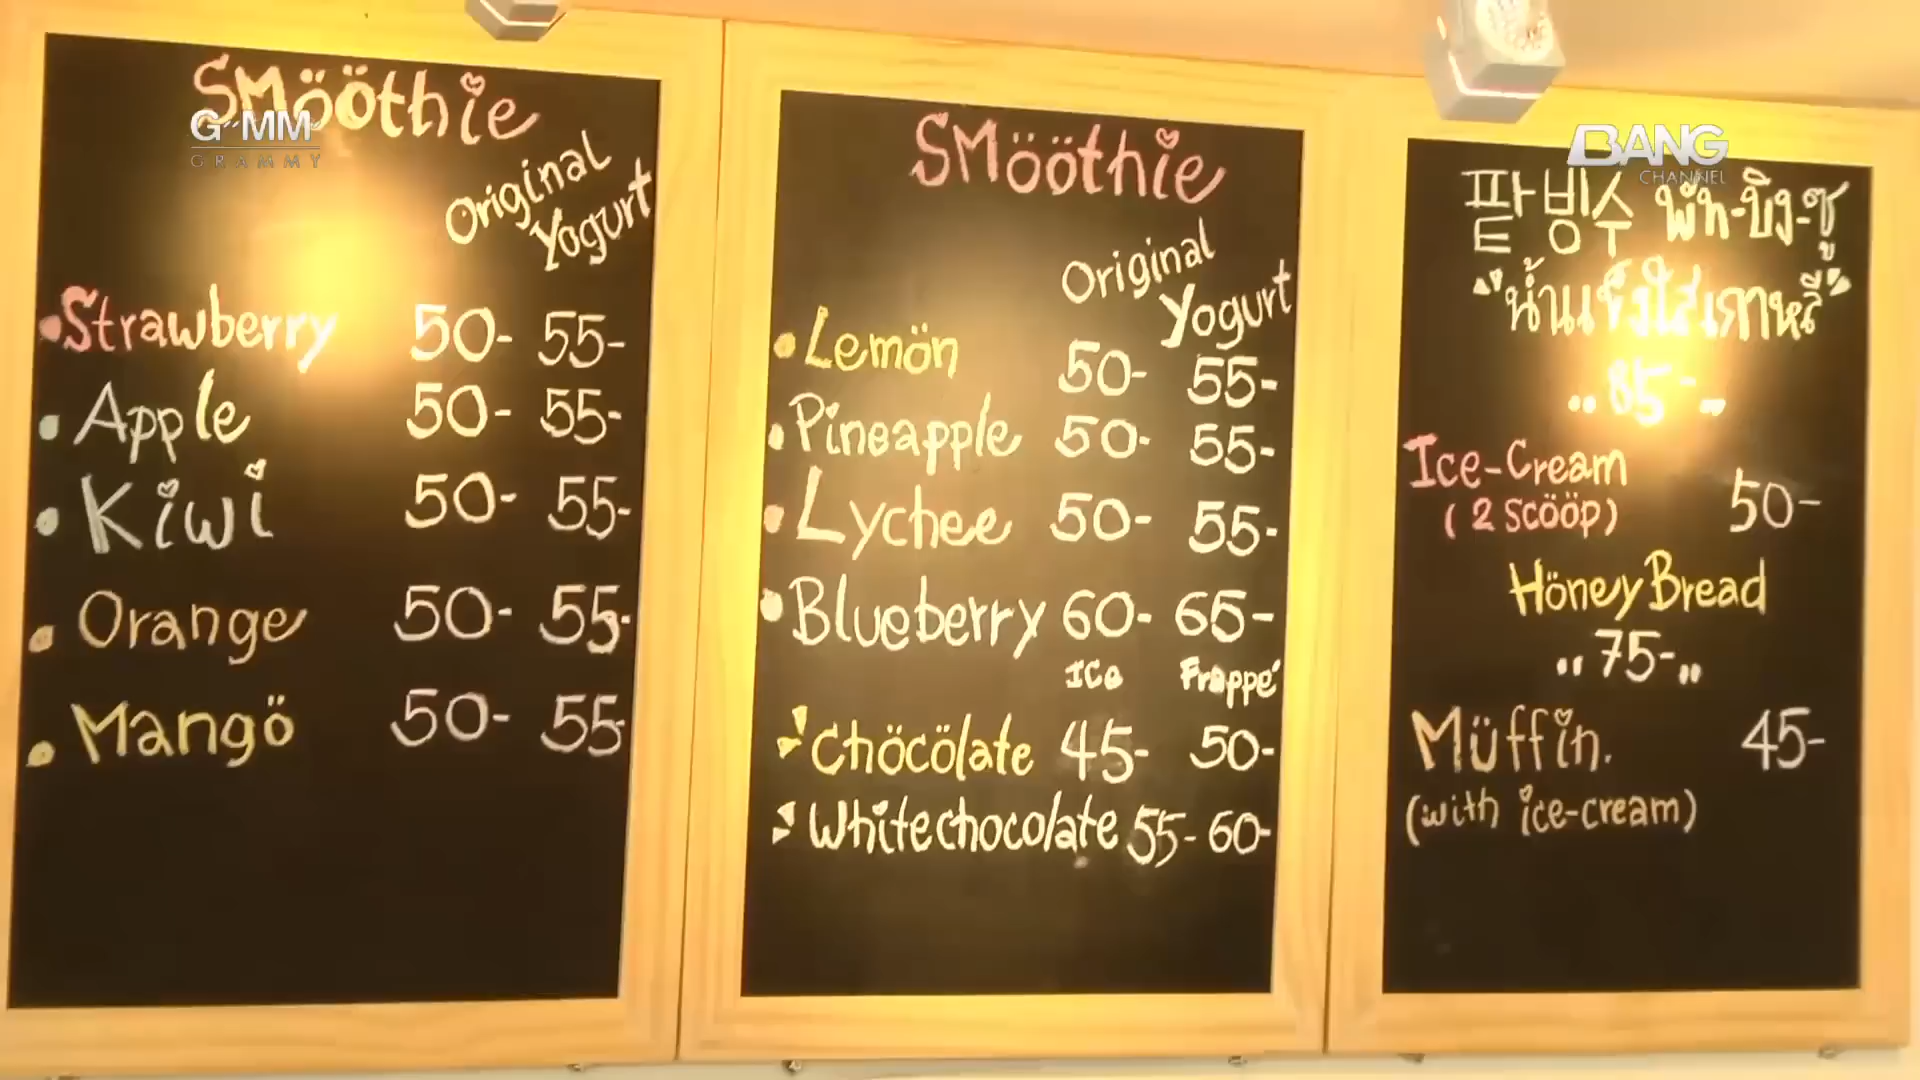 SMööthie
Original Yogurt
•Strawberry 50- 55-
•Apple 50- 55-
•Kiwi 50- 55-
•Orange 50- 55-
•Mangö 50- 55-
SMööthie
Original Yogurt
•Lemön 50- 55-
•Pineapple 50- 55-
•Lychee 50- 55-
•Blueberry 60- 65-
Ice Frappé
Chöcölate 45- 50-
Whitechocolate 55- 60-
팥빙수 พัท-บิง-ซู
"น้ำแข็งใสเกาหลี"
,, 85- ,,
Ice-Cream 50-
(2 Scööp)
Höney Bread
,, 75- ,,
Müffin. 45-
(with ice-cream)
G"MM
GRAMMY
BANG
CHANNEL